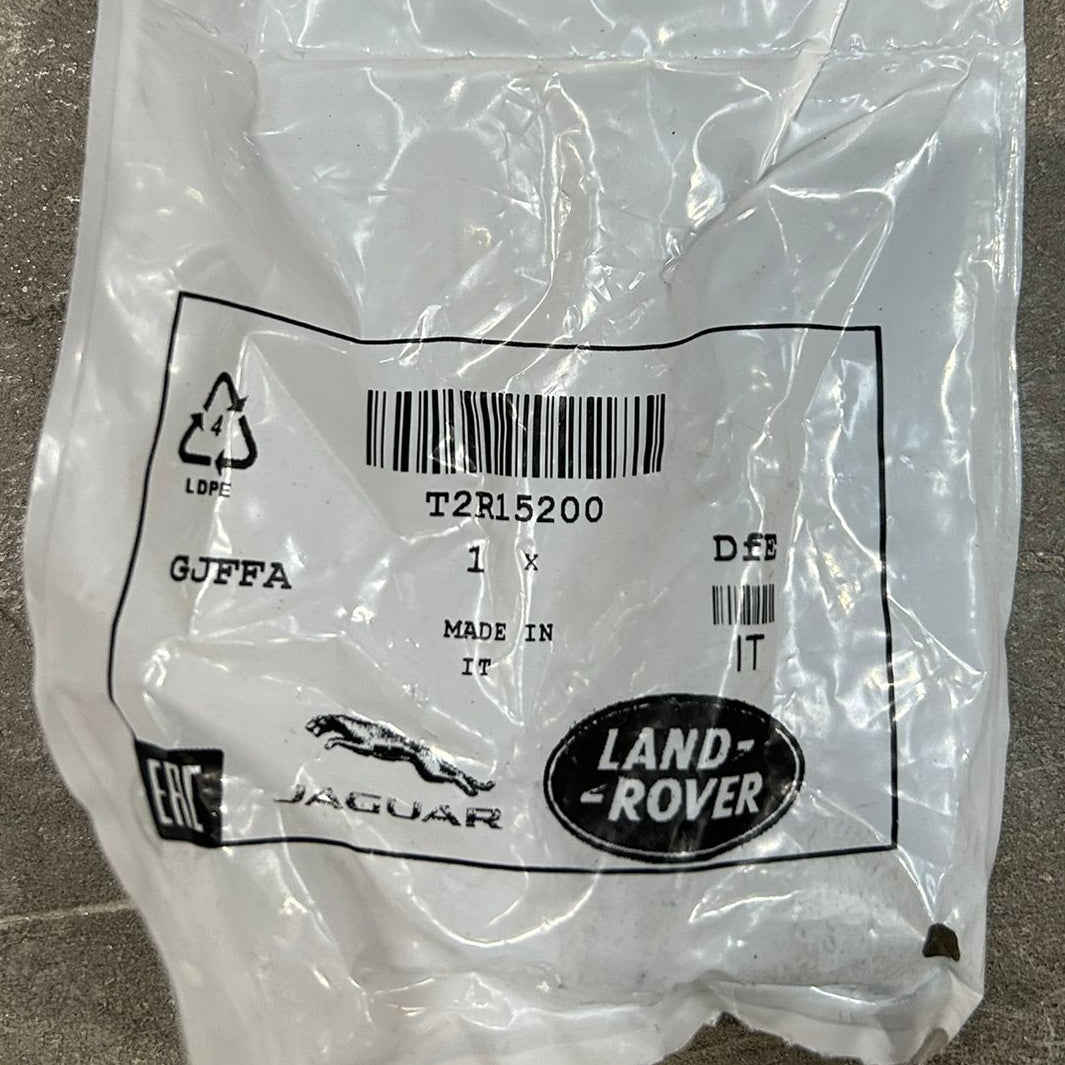 4
LDPE
T2R15200
GJFFA
1 x
DfE
MADE IN
IT
IT
EAC
JAGUAR
LAND-
-ROVER